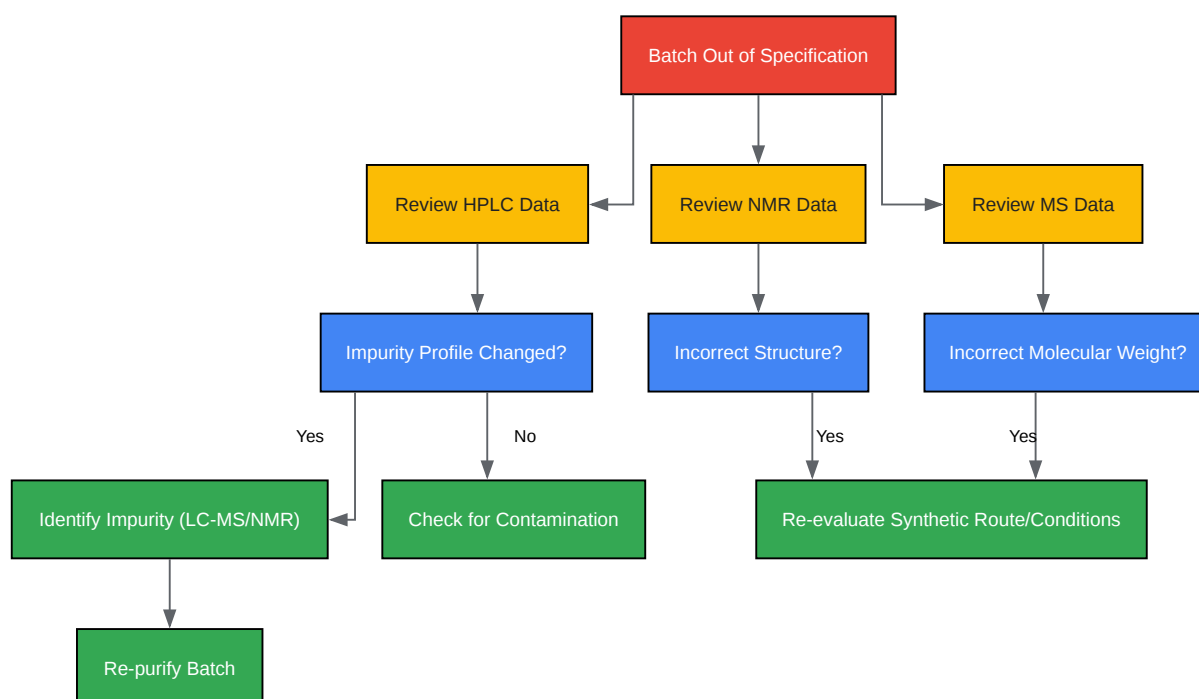 Batch Out of Specification
Review HPLC Data
Review NMR Data
Review MS Data
Impurity Profile Changed?
Incorrect Structure?
Incorrect Molecular Weight?
Yes
No
Yes
Yes
Identify Impurity (LC-MS/NMR)
Check for Contamination
Re-evaluate Synthetic Route/Conditions
Re-purify Batch